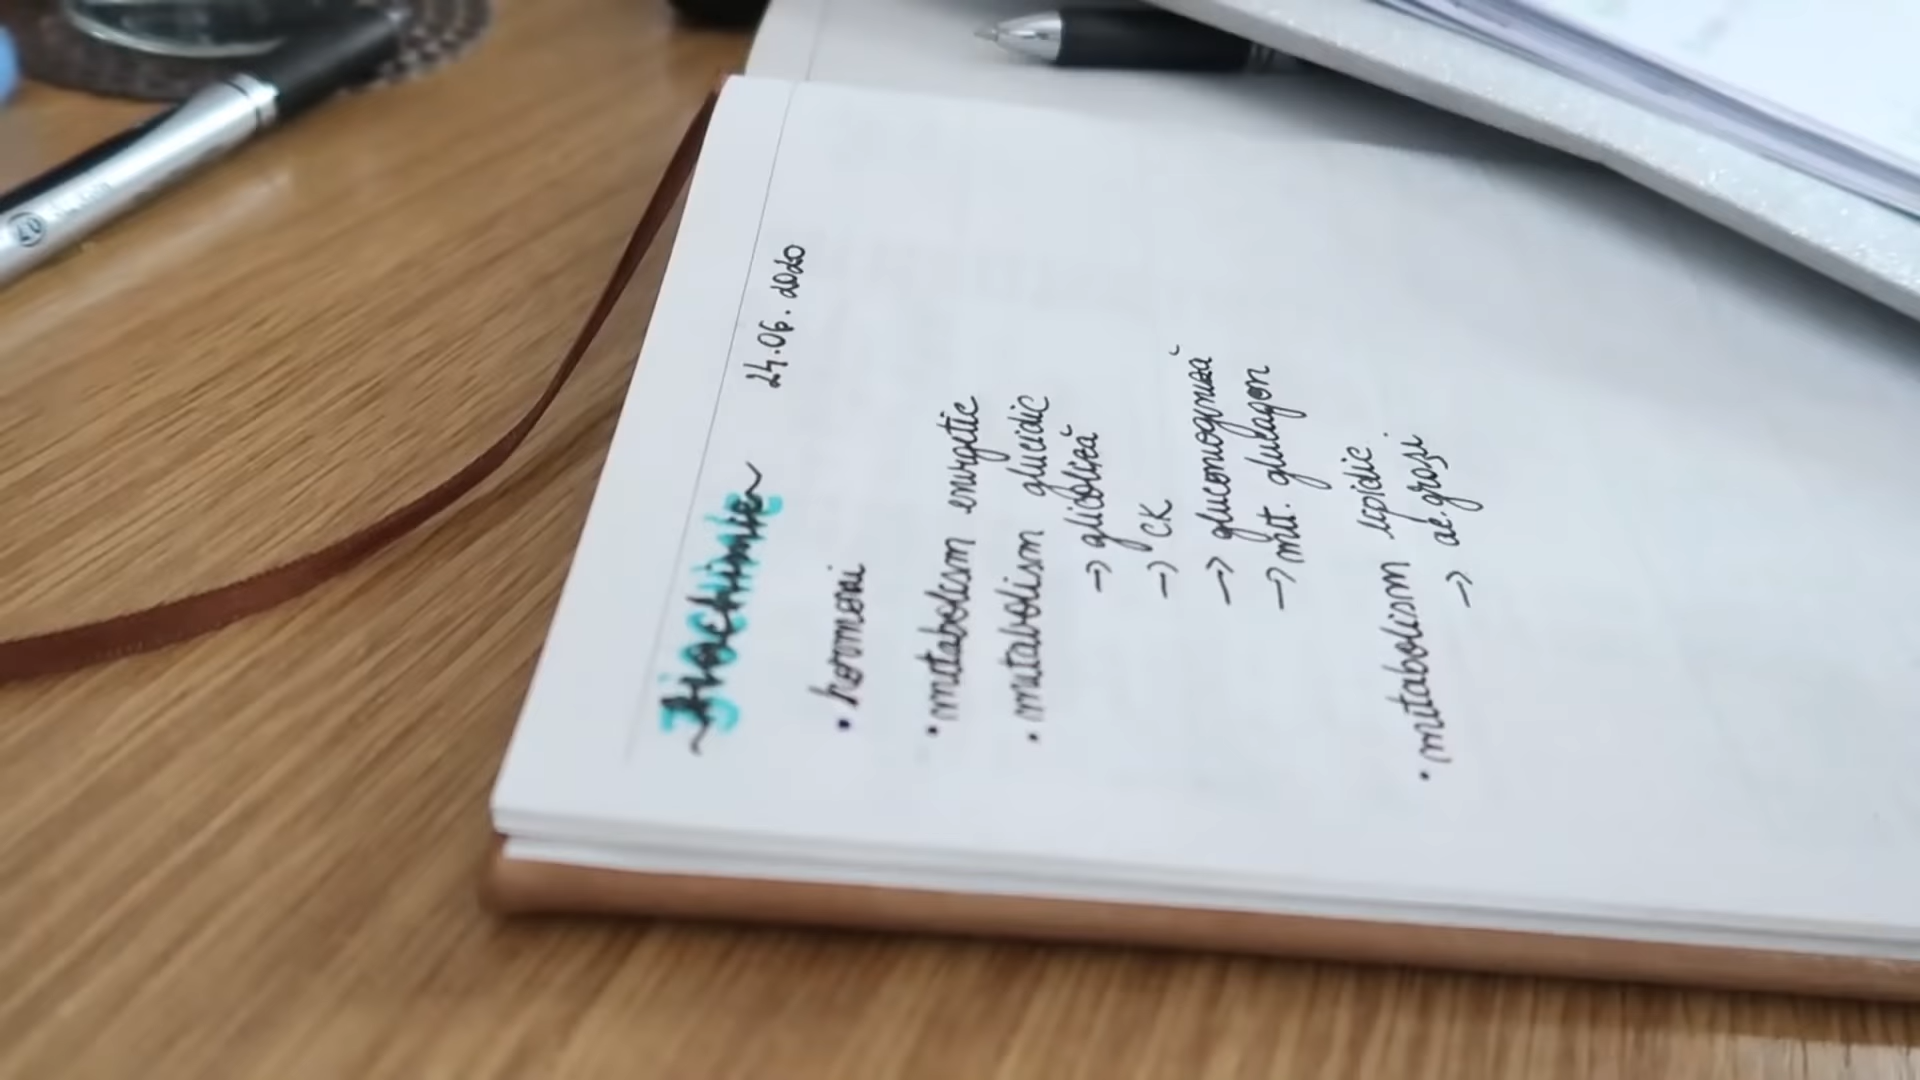 ~Biochimie~
24.06.2020
• hormoni
• metabolism energetic
• metabolism glucidic
→ glicoliză
→ CK
→ gluconeogeneză
→ met. glucagon
• metabolism lipidic
→ ac. grași